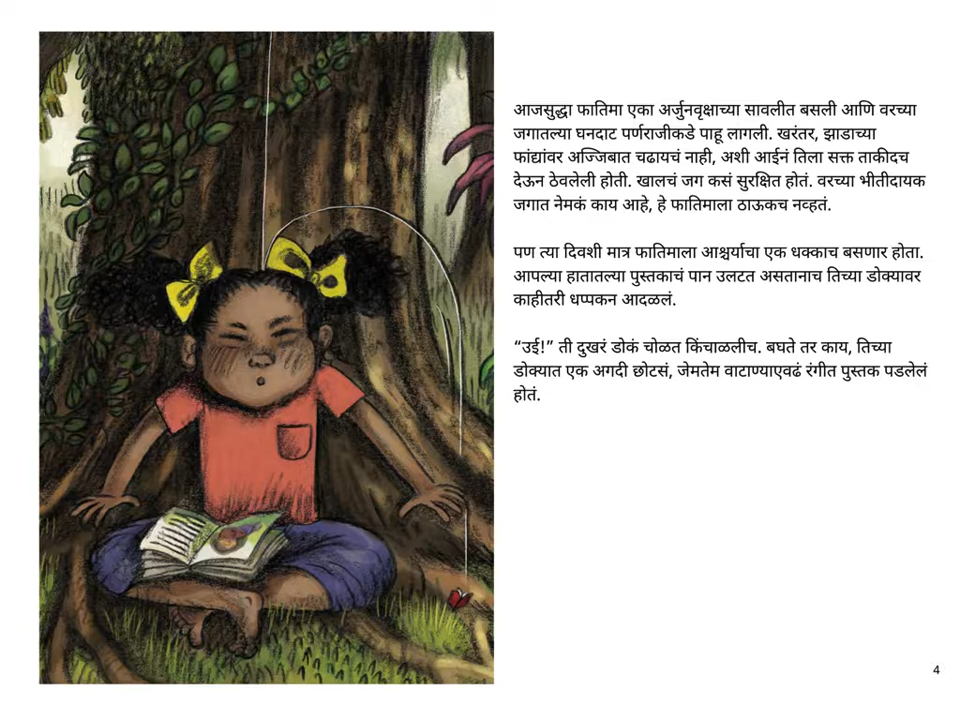 आजसुद्धा फातिमा एका अर्जुनवृक्षाच्या सावलीत बसली आणि वरच्या
जगातल्या घनदाट पर्णराजीकडे पाहू लागली. खरंतर, झाडाच्या
फांद्यांवर अज्जिबात चढायचं नाही, अशी आईनं तिला सक्त ताकीदच
देऊन ठेवलेली होती. खालचं जग कसं सुरक्षित होतं. वरच्या भीतीदायक
जगात नेमकं काय आहे, हे फातिमाला ठाऊकच नव्हतं.
पण त्या दिवशी मात्र फातिमाला आश्चर्याचा एक धक्काच बसणार होता.
आपल्या हातातल्या पुस्तकाचं पान उलटत असतानाच तिच्या डोक्यावर
काहीतरी धप्पकन आदळलं.
“उई!” ती दुखरं डोकं चोळत किंचाळलीच. बघते तर काय, तिच्या
डोक्यात एक अगदी छोटसं, जेमतेम वाटाण्याएवढं रंगीत पुस्तक पडलेलं
होतं.
4